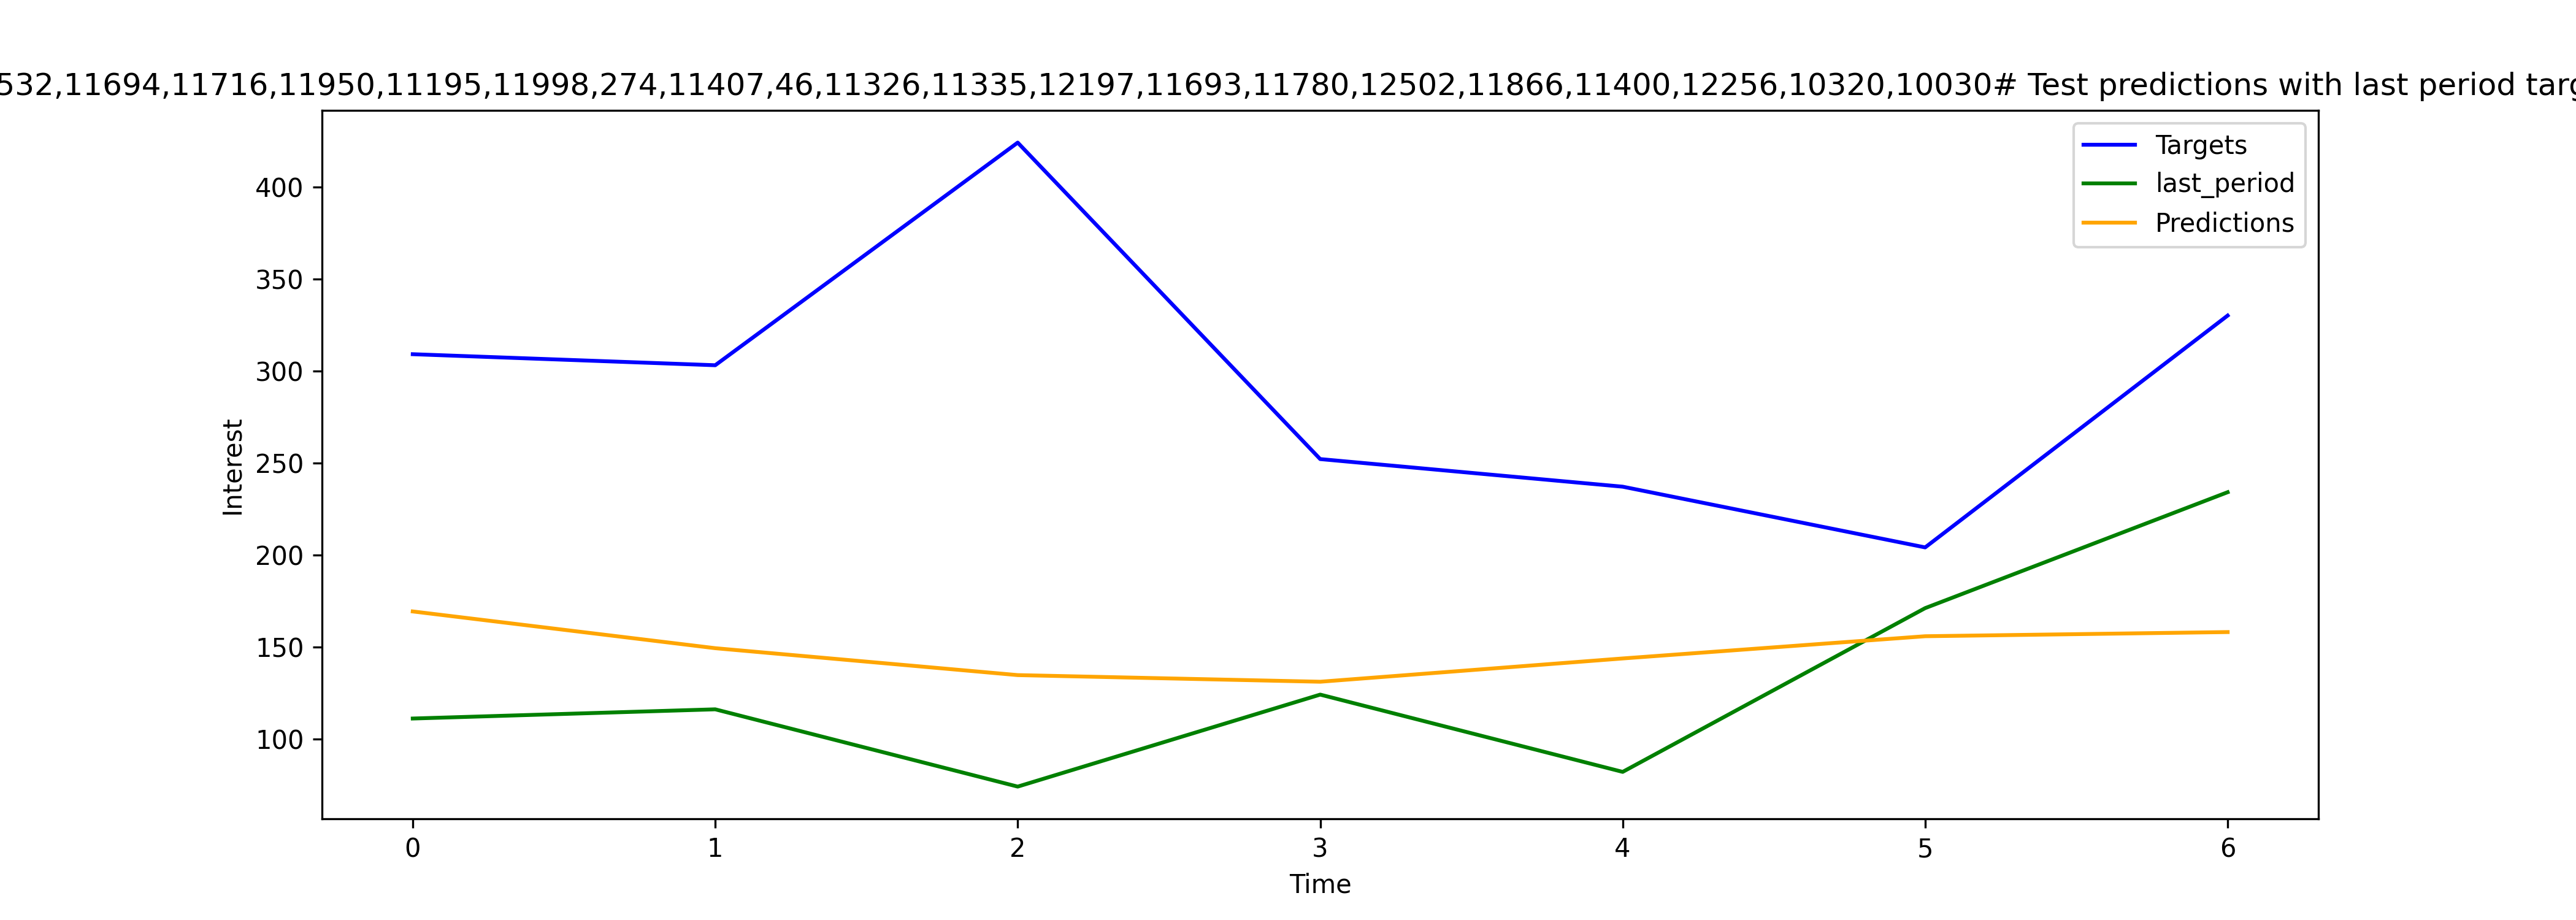 532,11694,11716,11950,11195,11998,274,11407,46,11326,11335,12197,11693,11780,12502,11866,11400,12256,10320,10030# Test predictions with last period targ
Targets
last_period
Predictions
400
350
300
250
200
150
100
Interest
0 1 2 3 4 5 6
Time